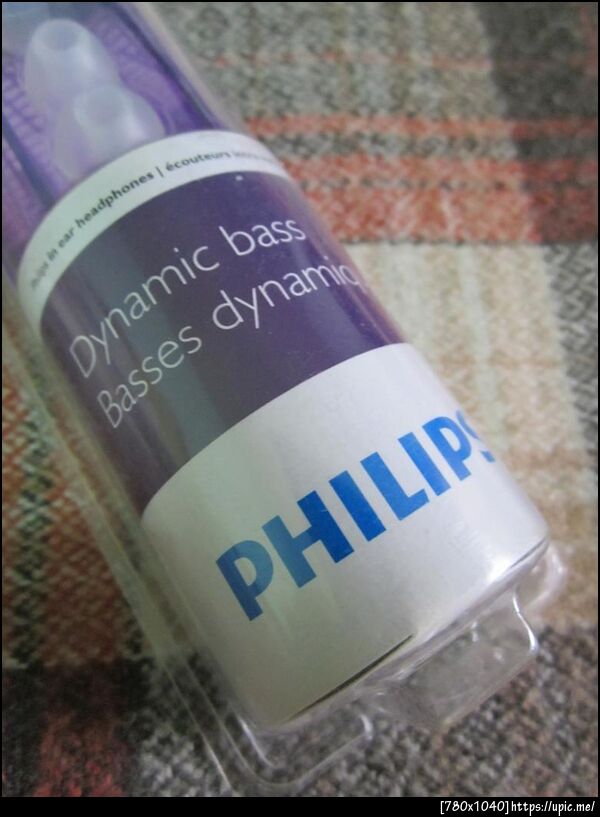 in ear headphones | écouteurs
Dynamic bass
Basses dynamiq
PHILIPS
[780x1040]https://upic.me/